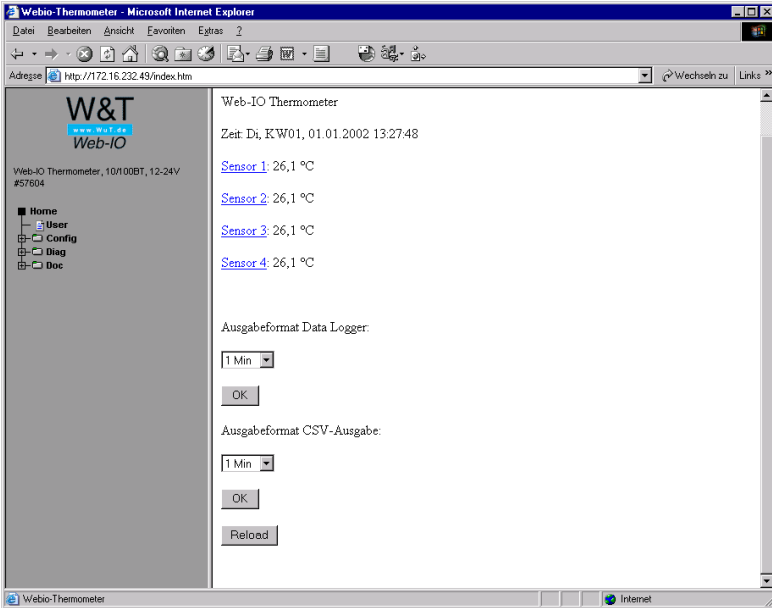 Webio-Thermometer - Microsoft Internet Explorer
Datei Bearbeiten Ansicht Favoriten Extras ?
Adresse http://172.16.232.49/index.htm Wechseln zu Links »
W&T
www.WuT.de
Web-IO
Web-IO Thermometer, 10/100BT, 12-24V
#57604
Home
User
Config
Diag
Doc
Web-IO Thermometer
Zeit: Di, KW01, 01.01.2002 13:27:48
Sensor 1: 26,1 °C
Sensor 2: 26,1 °C
Sensor 3: 26,1 °C
Sensor 4: 26,1 °C
Ausgabeformat Data Logger:
1 Min
OK
Ausgabeformat CSV-Ausgabe:
1 Min
OK
Reload
Webio-Thermometer Internet